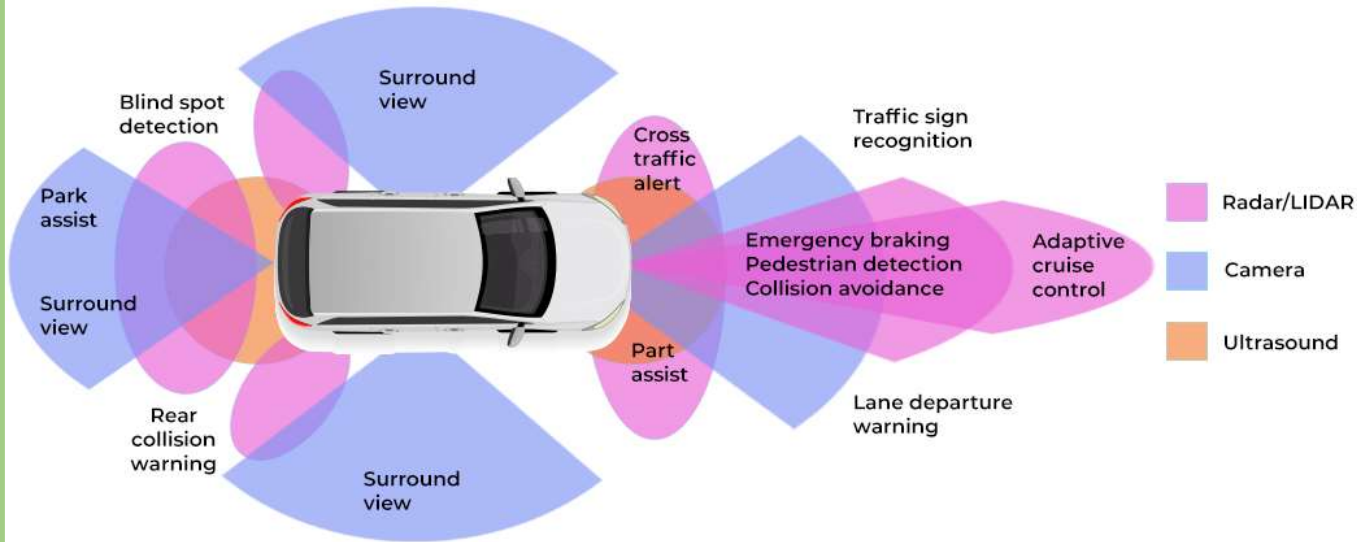 Surround
view
Blind spot
detection
Cross
traffic
alert
Traffic sign
recognition
Park
assist
Surround
view
Emergency braking
Pedestrian detection
Collision avoidance
Adaptive
cruise
control
Radar/LIDAR
Camera
Ultrasound
Part
assist
Rear
collision
warning
Lane departure
warning
Surround
view